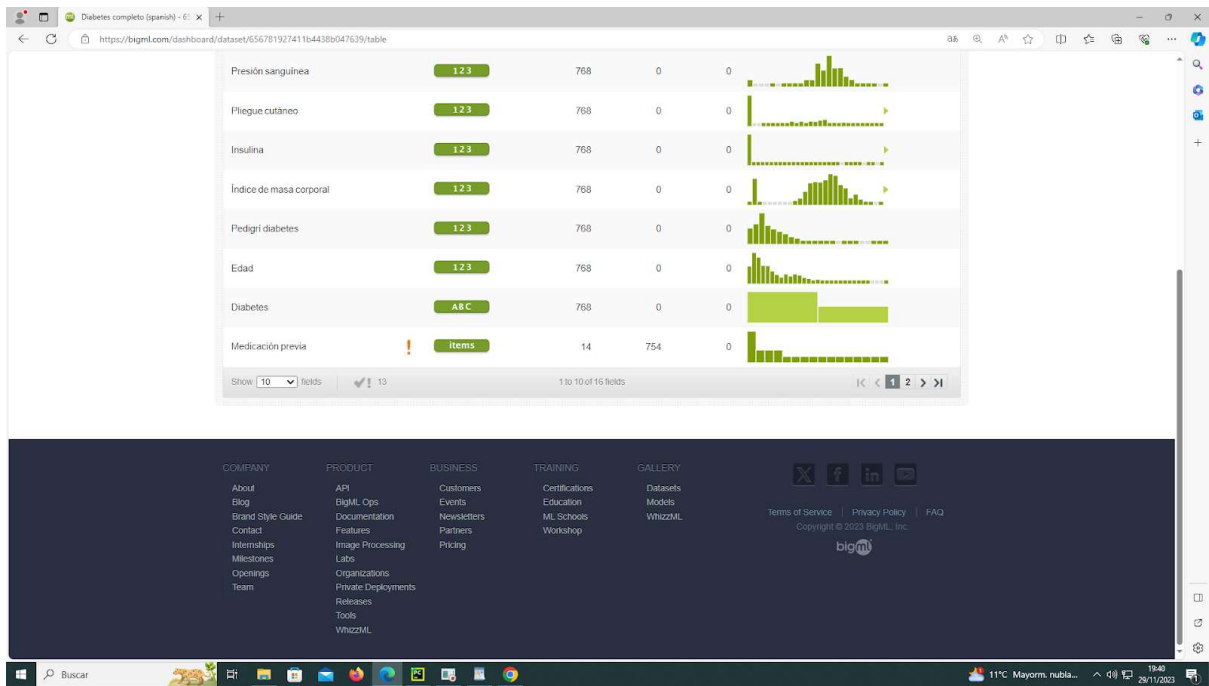 Diabetes completo (spanish) - 6
https://bigml.com/dashboard/dataset/656781927411b4438b047639/table
Presión sanguínea 123 768 0 0
Pliegue cutáneo 123 768 0 0
Insulina 123 768 0 0
Índice de masa corporal 123 768 0 0
Pedigrí diabetes 123 768 0 0
Edad 123 768 0 0
Diabetes ABC 768 0 0
Medicación previa ! items 14 754 0
Show 10 fields ! 13 1 to 10 of 16 fields 1 2
COMPANY PRODUCT BUSINESS TRAINING GALLERY
About API Customers Certifications Datasets
Blog BigML Ops Events Education Models
Brand Style Guide Documentation Newsletters ML Schools WhizzML
Contact Features Partners Workshop
Internships Image Processing Pricing
Milestones Labs
Openings Organizations
Team Private Deployments
Releases
Tools
WhizzML
Terms of Service | Privacy Policy | FAQ
Copyright © 2023 BigML, Inc.
bigml
Buscar
11°C Mayorm. nubla... 19:40
29/11/2023